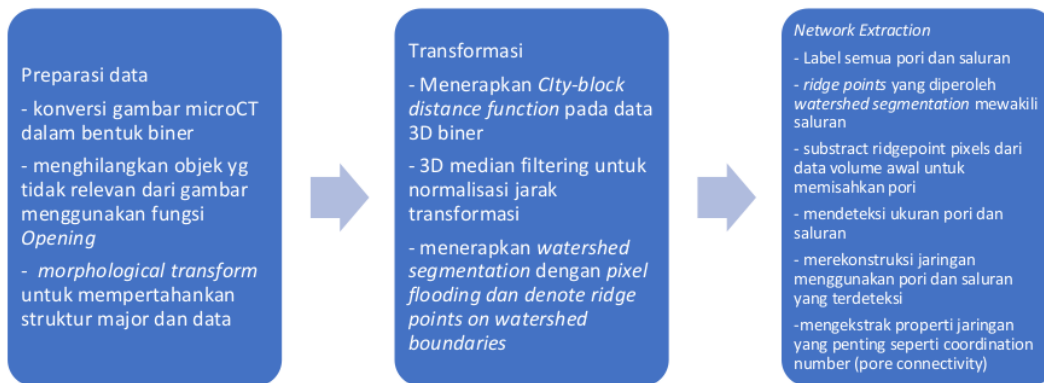 Preparasi data
- konversi gambar microCT
dalam bentuk biner
- menghilangkan objek yg
tidak relevan dari gambar
menggunakan fungsi
Opening
- morphological transform
untuk mempertahankan
struktur major dan data
Transformasi
- Menerapkan CIty-block
distance function pada data
3D biner
- 3D median filtering untuk
normalisasi jarak
transformasi
- menerapkan watershed
segmentation dengan pixel
flooding dan denote ridge
points on watershed
boundaries
Network Extraction
- Label semua pori dan saluran
- ridge points yang diperoleh
watershed segmentation mewakili
saluran
- substract ridgepoint pixels dari
data volume awal untuk
memisahkan pori
- mendeteksi ukuran pori dan
saluran
- merekonstruksi jaringan
menggunakan pori dan saluran
yang terdeteksi
-mengekstrak properti jaringan
yang penting seperti coordination
number (pore connectivity)